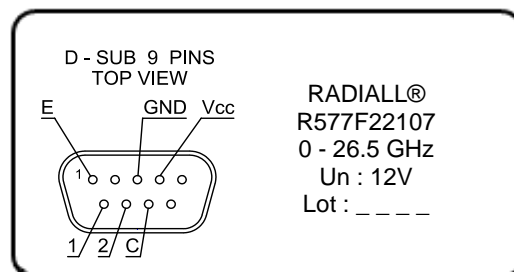 D - SUB 9 PINS
TOP VIEW
E GND Vcc
1
1 2 C
RADIALL®
R577F22107
0 - 26.5 GHz
Un : 12V
Lot : _ _ _ _